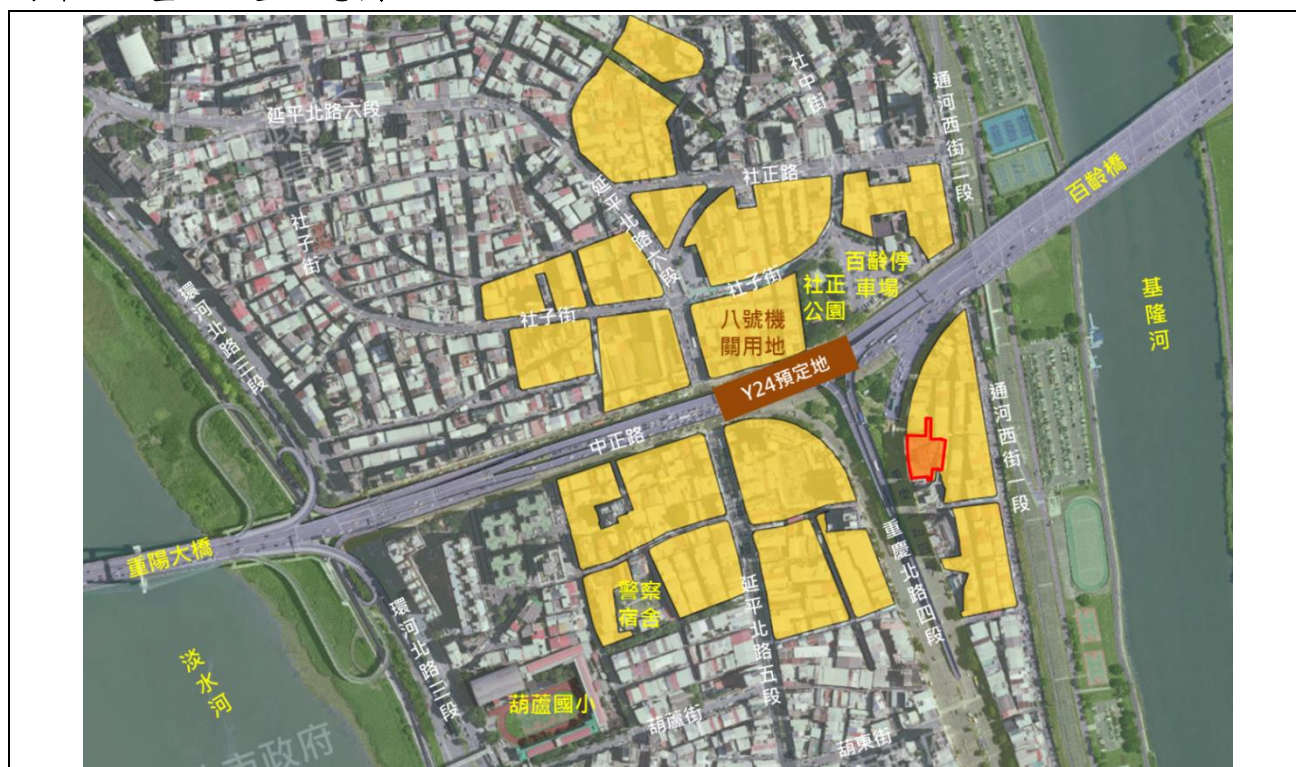 延平北路六段
社中街
通河西街二段
社正路
百齡橋
延平北路六段
社子街
環河北路三段
社子街
社子街
社正
公園
百齡停
車場
基隆河
八號機
關用地
Y24預定地
中正路
通河西街一段
重陽大橋
重慶北路四段
警察
宿舍
延平北路五段
環河北路二段
淡水河
葫蘆國小
葫蘆街
葫東街
市政府